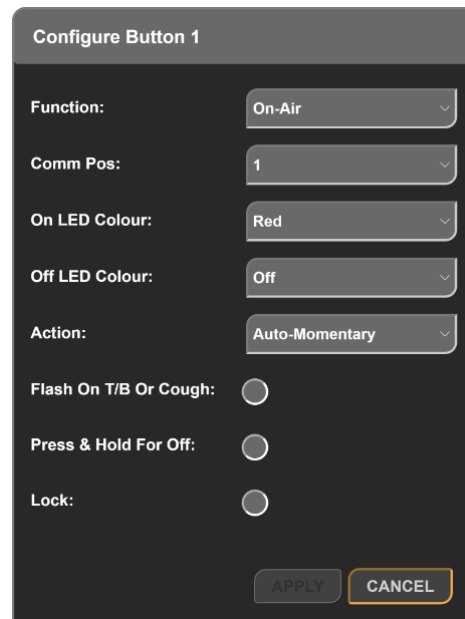 Configure Button 1
Function: On-Air
Comm Pos: 1
On LED Colour: Red
Off LED Colour: Off
Action: Auto-Momentary
Flash On T/B Or Cough:
Press & Hold For Off:
Lock:
APPLY CANCEL